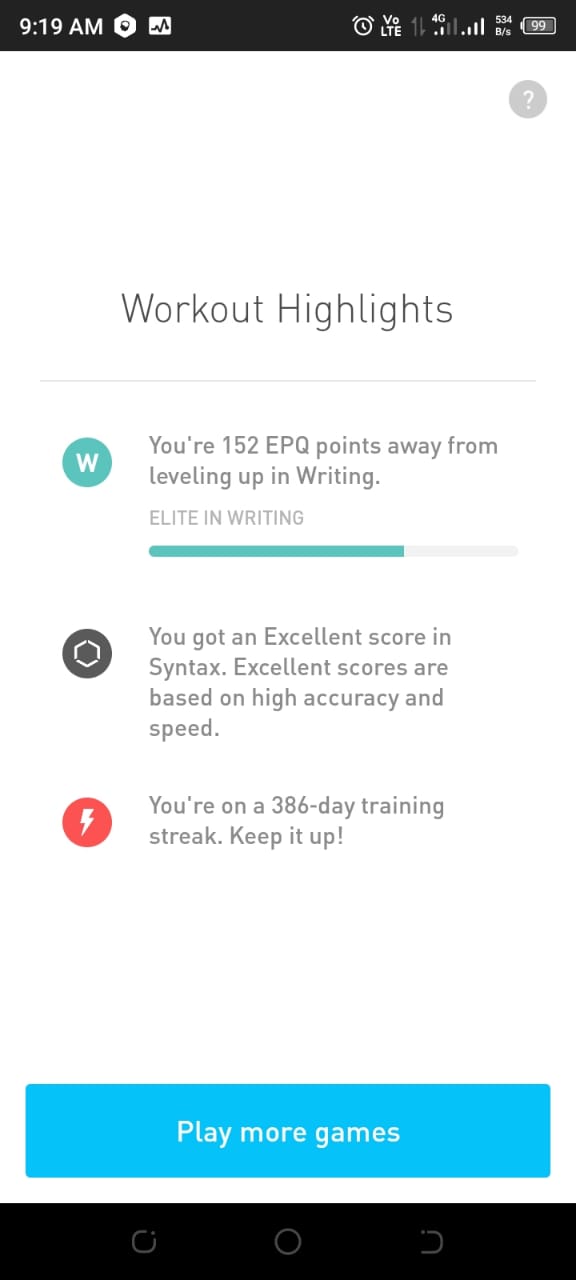 9:19 AM
Vo
LTE
4G
534
B/s
99
?
Workout Highlights
W
You're 152 EPQ points away from
leveling up in Writing.
ELITE IN WRITING
You got an Excellent score in
Syntax. Excellent scores are
based on high accuracy and
speed.
You're on a 386-day training
streak. Keep it up!
Play more games